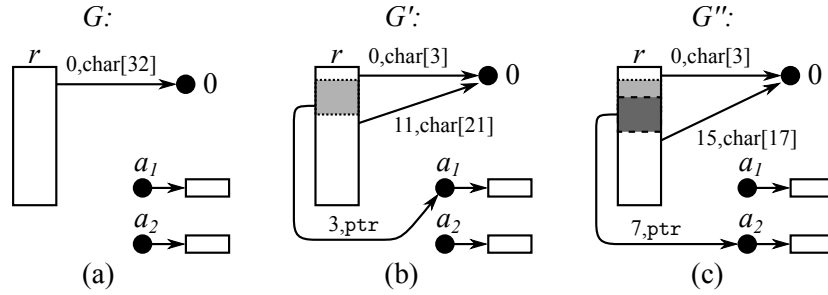 G:
r
0,char[32]
0
a1
a2
(a)
G':
r
0,char[3]
0
11,char[21]
a1
3,ptr
a2
(b)
G'':
r
0,char[3]
0
15,char[17]
a1
7,ptr
a2
(c)